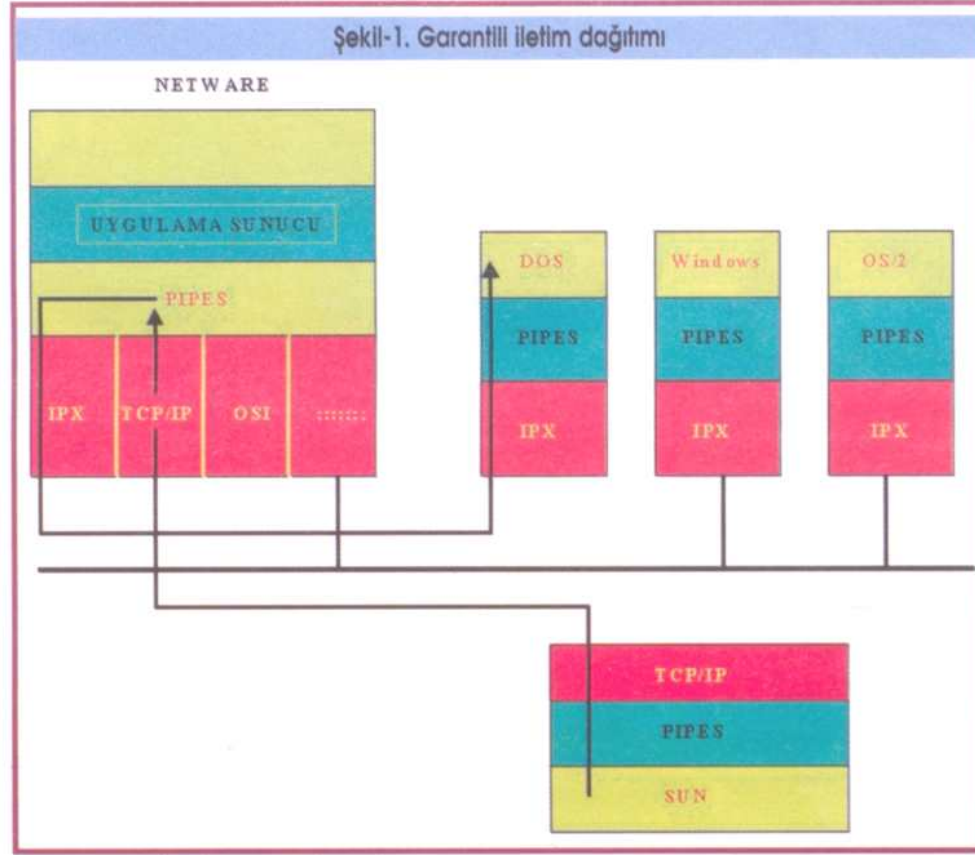 Şekil-1. Garantili iletim dağıtımı
NETWARE
UYGULAMA SUNUCU
PIPES
IPX TCP/IP OSI :::::::
DOS
PIPES
IPX
Windows
PIPES
IPX
OS/2
PIPES
IPX
TCP/IP
PIPES
SUN